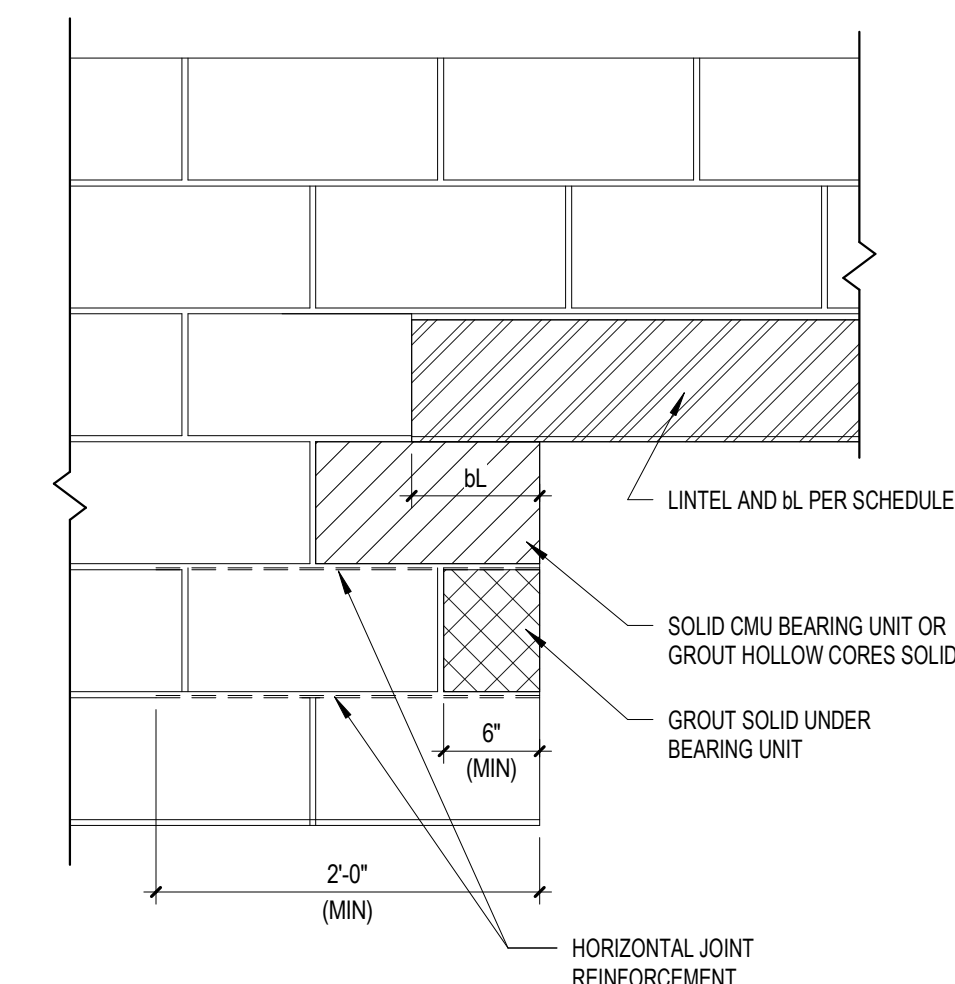 bL
LINTEL AND bL PER SCHEDULE
SOLID CMU BEARING UNIT OR
GROUT HOLLOW CORES SOLID
GROUT SOLID UNDER
BEARING UNIT
6"
(MIN)
2'-0"
(MIN)
HORIZONTAL JOINT
REINFORCEMENT